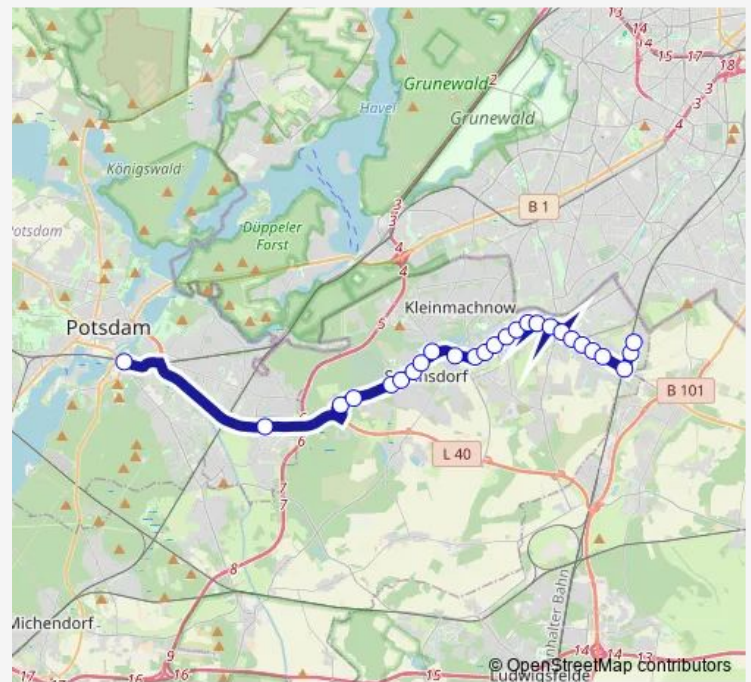 13
14
14
15
17
18
3
3
4
Grunewald
2
Havel
Grunewald
Königswald
otsdam
3
3
B 1
Düppeler
Forst
4
4
Kleinmachnow
5
Potsdam
B 101
6
L 40
7
7
8
Anhalter Bahn
Michendorf
9
17
16
16
15
14
14
13
© OpenStreetMap contributors
Ludwigsfelde